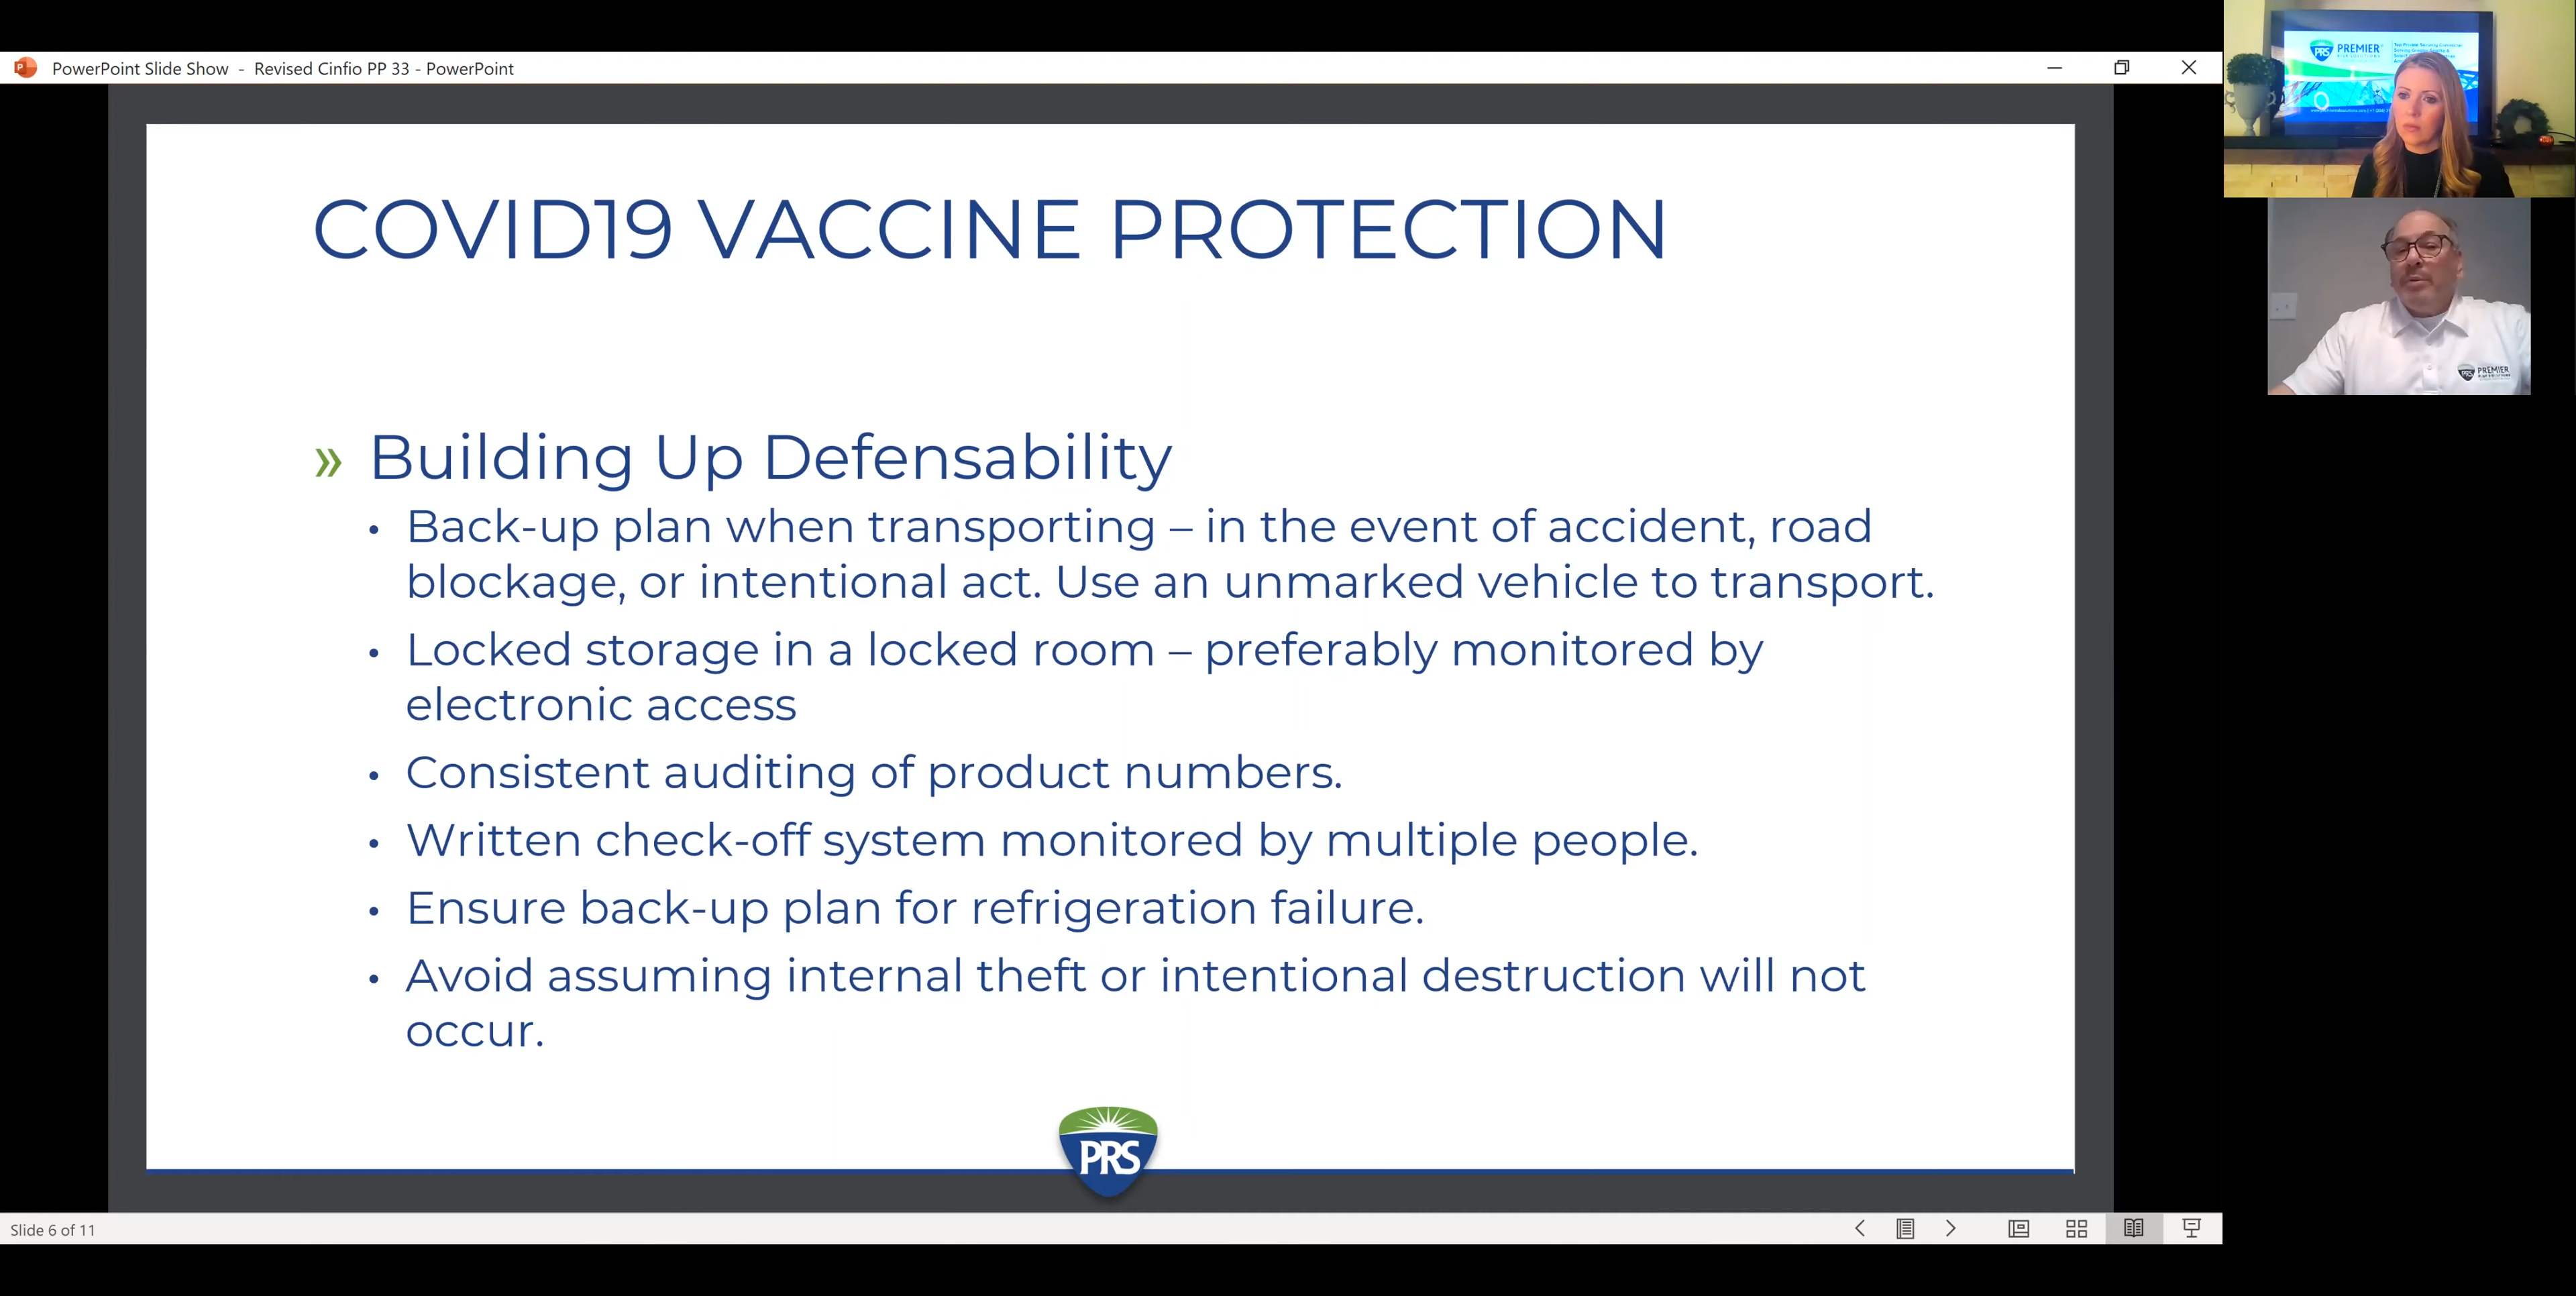 PowerPoint Slide Show - Revised Cinfio PP 33 - PowerPoint
COVID19 VACCINE PROTECTION
» Building Up Defensability
• Back-up plan when transporting – in the event of accident, road
blockage, or intentional act. Use an unmarked vehicle to transport.
• Locked storage in a locked room – preferably monitored by
electronic access
• Consistent auditing of product numbers.
• Written check-off system monitored by multiple people.
• Ensure back-up plan for refrigeration failure.
• Avoid assuming internal theft or intentional destruction will not
occur.
PRS
Slide 6 of 11
PRS PREMIER
PRS PREMIER